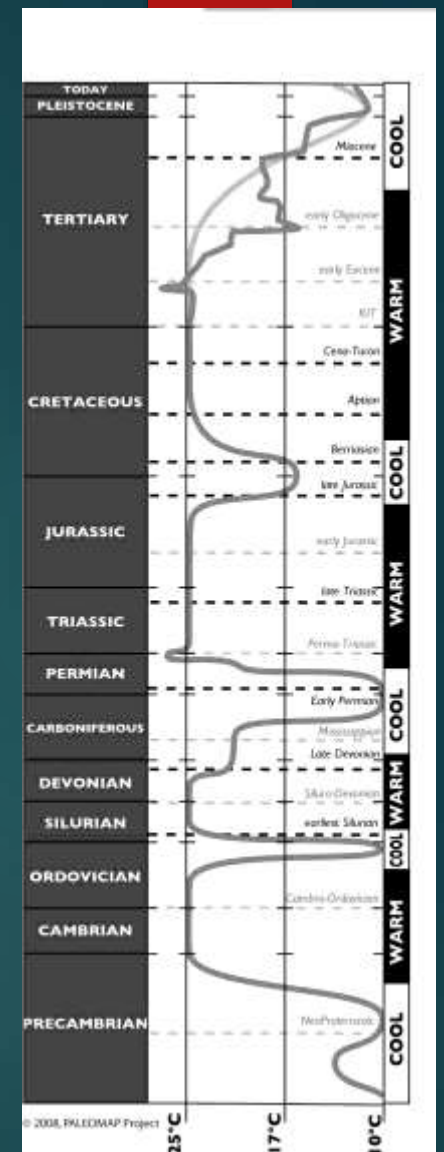 TODAY
PLEISTOCENE
COOL
Miocene
TERTIARY
early Oligocene
early Eocene
WARM
K/T
Ceno-Turon
Aptian
CRETACEOUS
Berriasian
COOL
late Jurassic
JURASSIC
early Jurassic
WARM
late Triassic
TRIASSIC
Permo-Triassic
PERMIAN
Early Permian
COOL
CARBONIFEROUS
Mississippian
Late Devonian
DEVONIAN
WARM
Siluro-Devonian
SILURIAN
earliest Silurian
COOL
ORDOVICIAN
Cambro-Ordovician
CAMBRIAN
WARM
PRECAMBRIAN
NeoProterozoic
COOL
© 2008, PALEOMAP Project
25°C
17°C
10°C